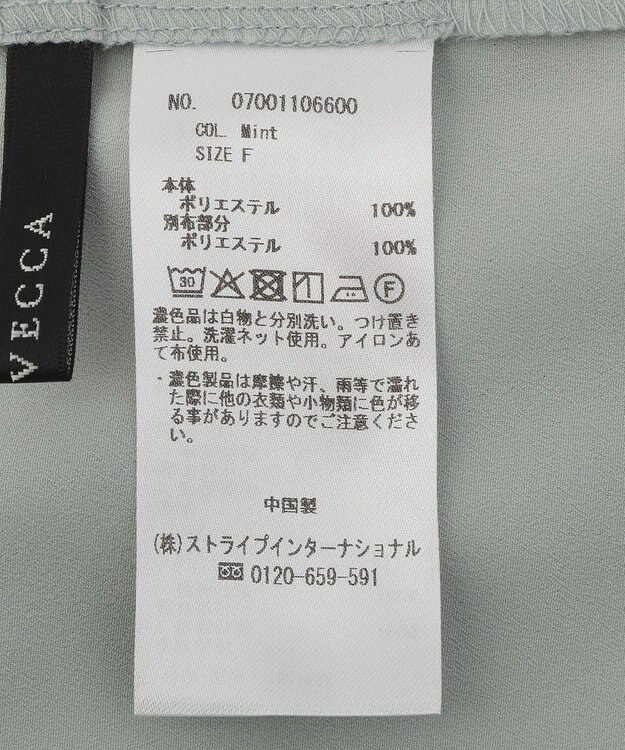 NO. 07001106600
COL. Mint
SIZE F
本体
ポリエステル 100%
別布部分
ポリエステル 100%
30 F
濃色品は白物と分別洗い。つけ置き
禁止。洗濯ネット使用。アイロンあ
て布使用。
・濃色製品は摩擦や汗、雨等で濡れ
た際に他の衣類や小物類に色が移
る事がありますのでご注意くださ
い。
中国製
(株)ストライプインターナショナル
0120-659-591
VECCA